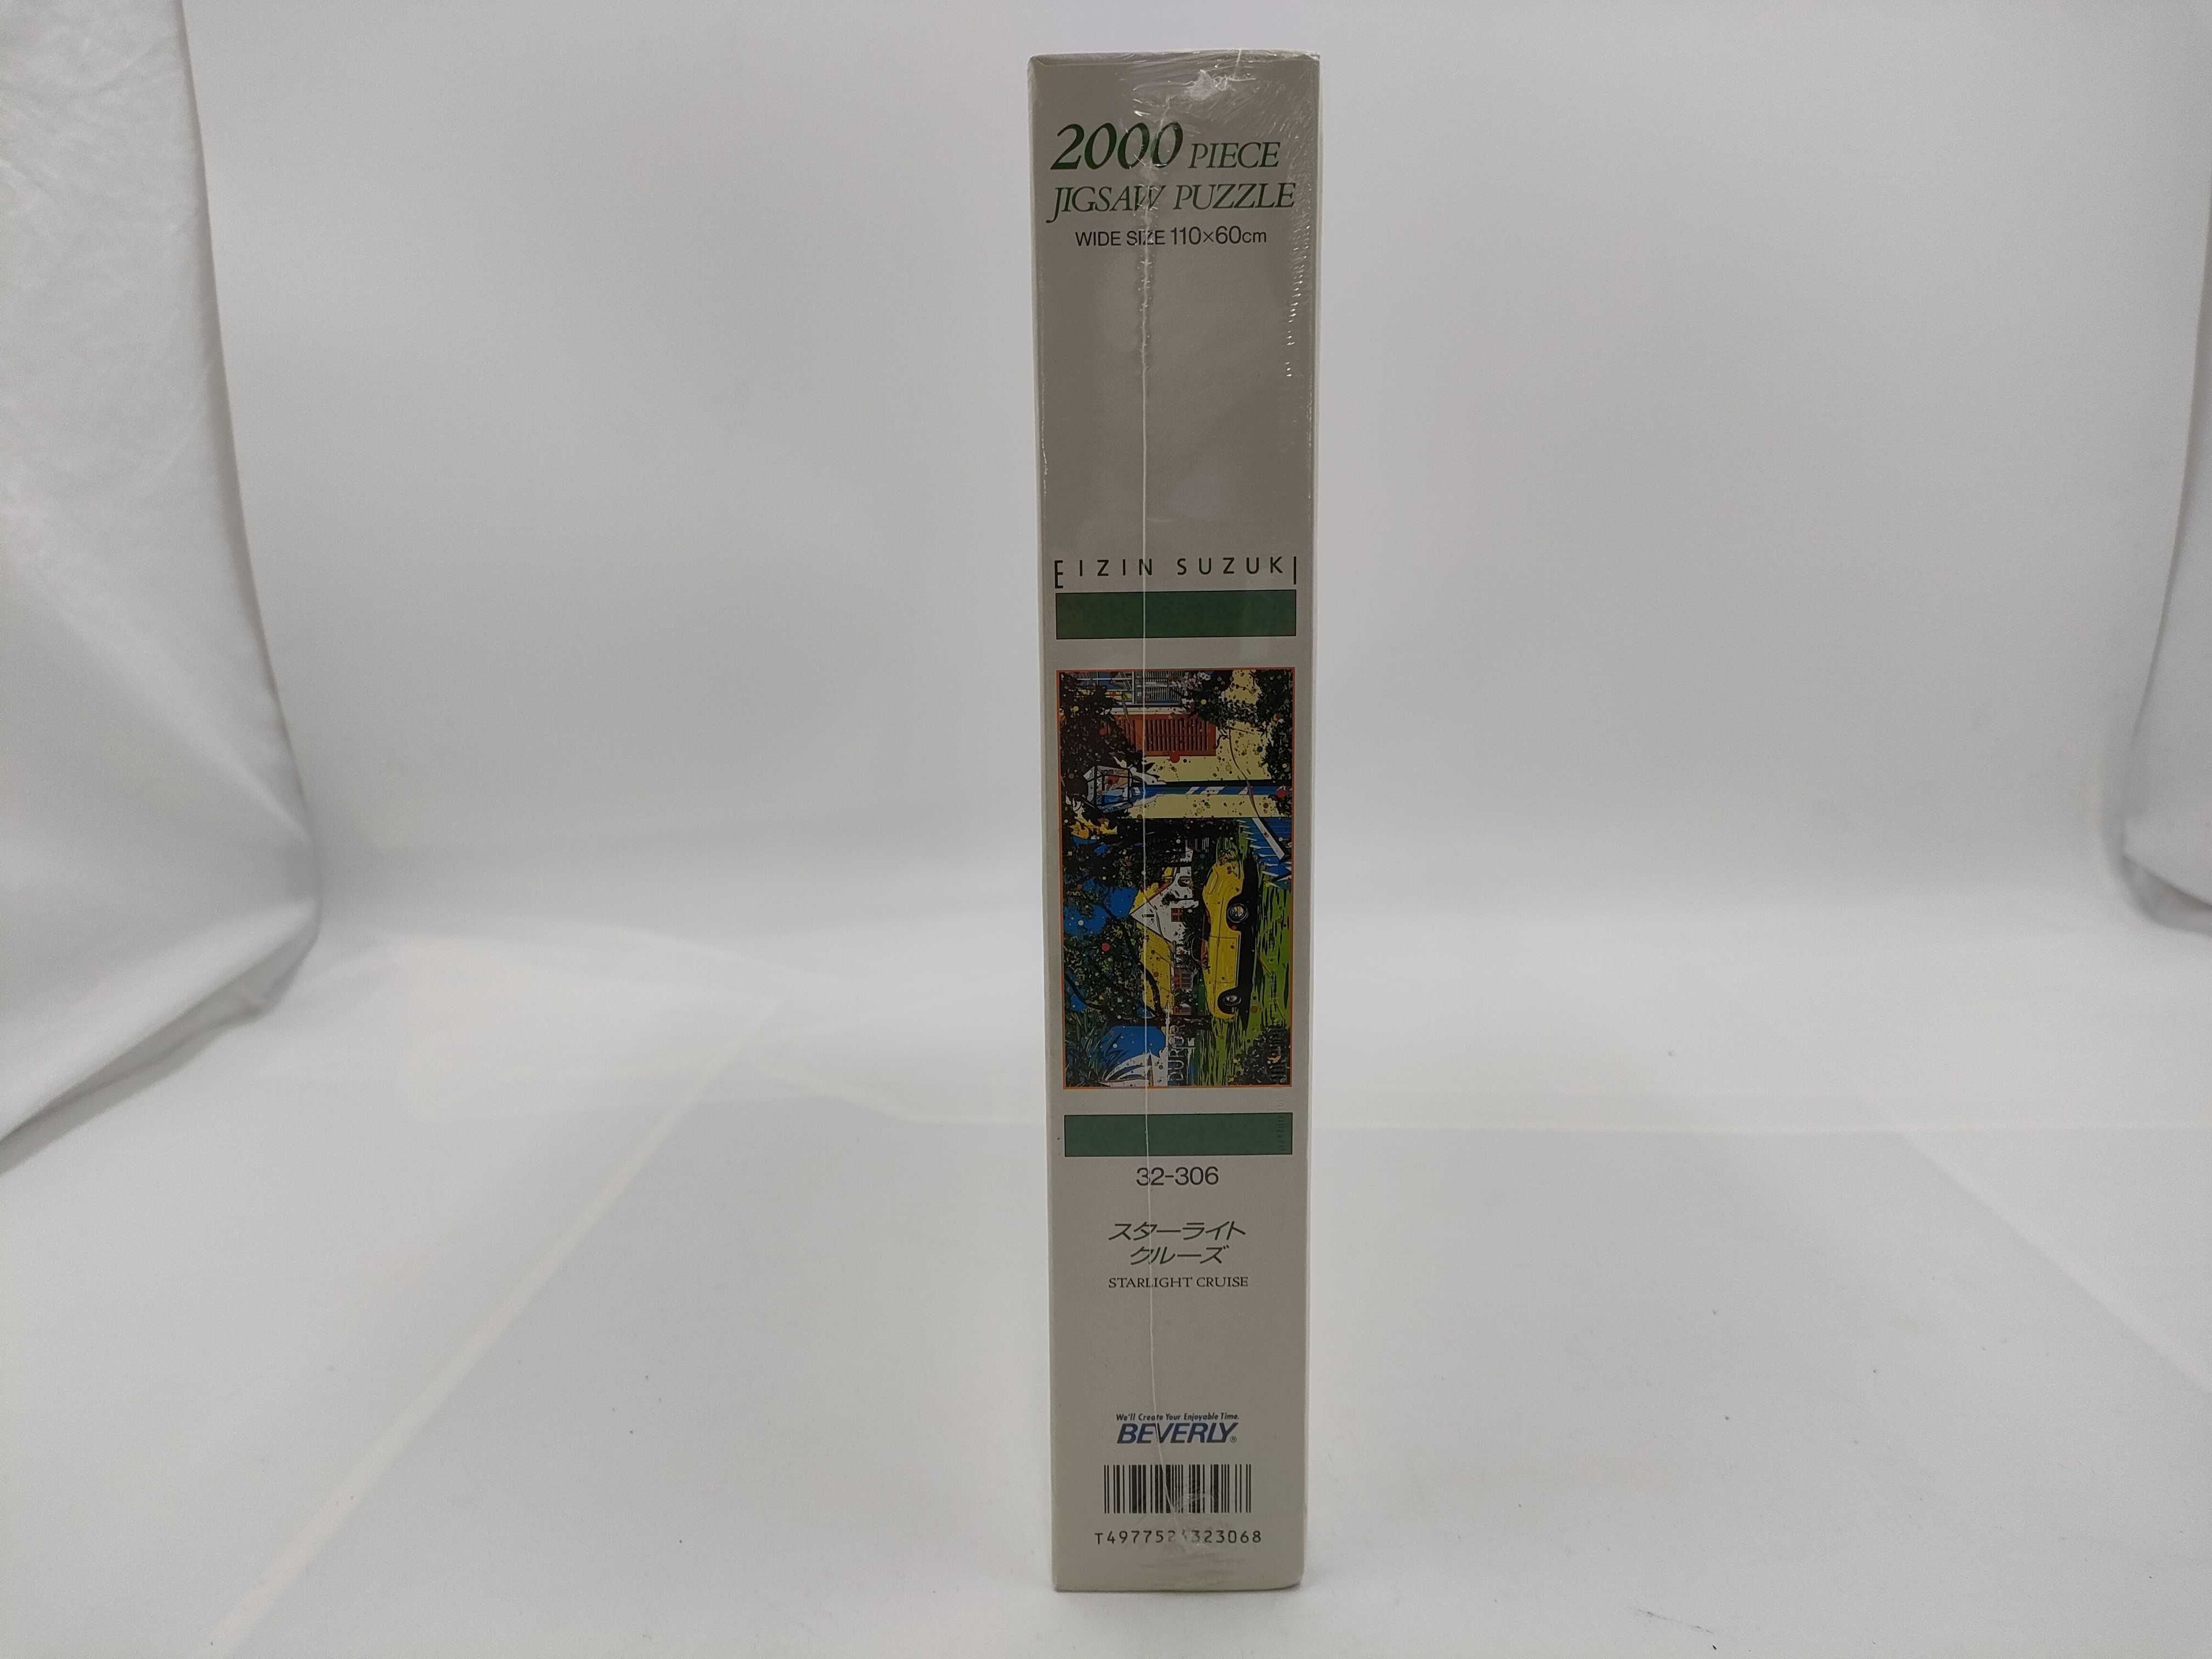 2000 PIECE
JIGSAW PUZZLE
WIDE SIZE 110×60cm
EIZIN SUZUKI
32-306
スターライト
クルーズ
STARLIGHT CRUISE
We'll Create Your Enjoyable Time.
BEVERLY®